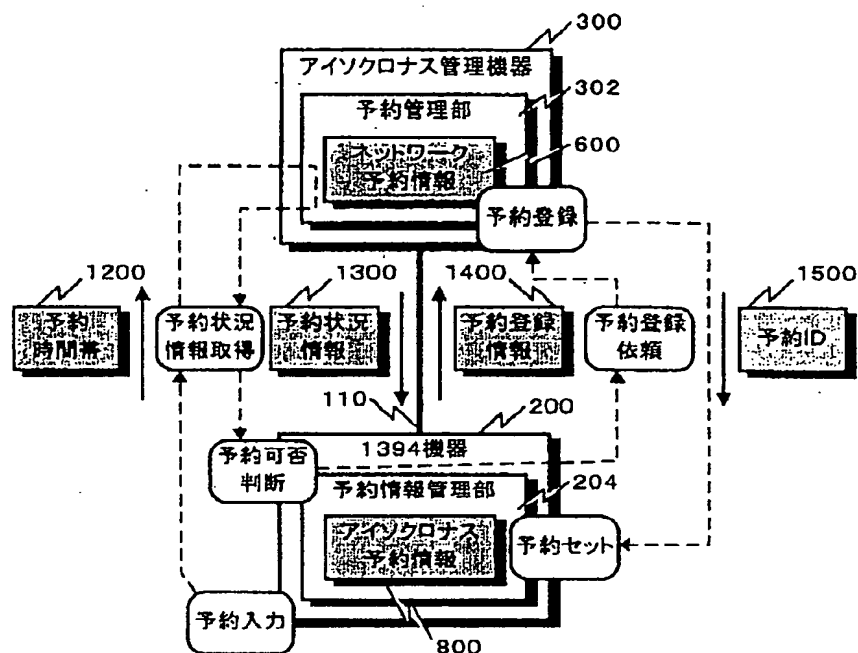 300
アイソクロナス管理機器
302
予約管理部
ネットワーク
予約情報
600
予約登録
1200
1300
1400
1500
予約
時間帯
予約状況
情報取得
予約状況
情報
予約登録
情報
予約登録
依頼
予約ID
110
200
1394機器
予約可否
判断
予約情報管理部
204
アイソクロナス
予約情報
予約セット
予約入力
800